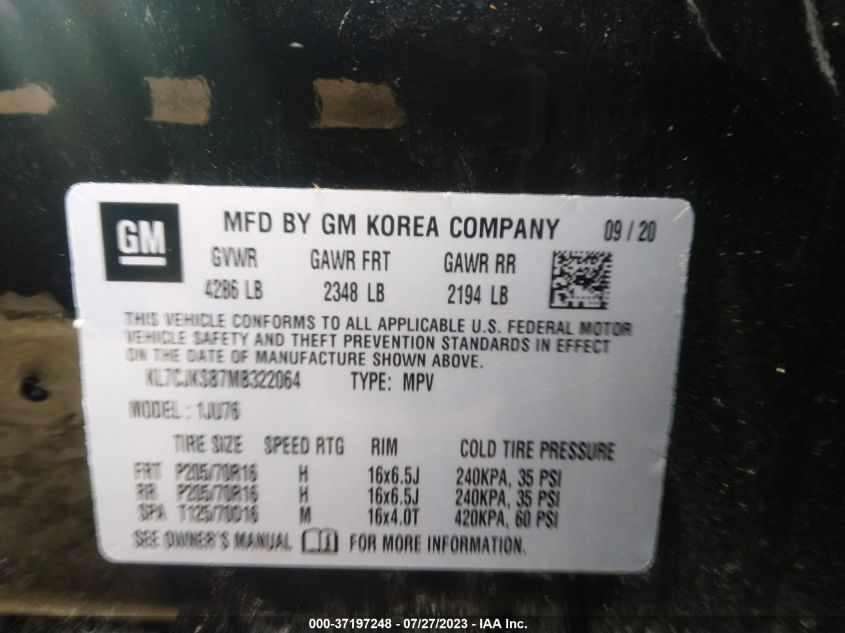 GM
MFD BY GM KOREA COMPANY 09 / 20
GVWR GAWR FRT GAWR RR
4286 LB 2348 LB 2194 LB
THIS VEHICLE CONFORMS TO ALL APPLICABLE U.S. FEDERAL MOTOR
VEHICLE SAFETY AND THEFT PREVENTION STANDARDS IN EFFECT
ON THE DATE OF MANUFACTURE SHOWN ABOVE.
KL7CJKSB7MB322064 TYPE: MPV
MODEL : 1JU76
TIRE SIZE SPEED RTG RIM COLD TIRE PRESSURE
FRT P205/70R16 H 16x6.5J 240KPA, 35 PSI
RR P205/70R16 H 16x6.5J 240KPA, 35 PSI
SPA T125/70D16 M 16x4.0T 420KPA, 60 PSI
SEE OWNER'S MANUAL FOR MORE INFORMATION.
000-37197248 - 07/27/2023 - IAA Inc.